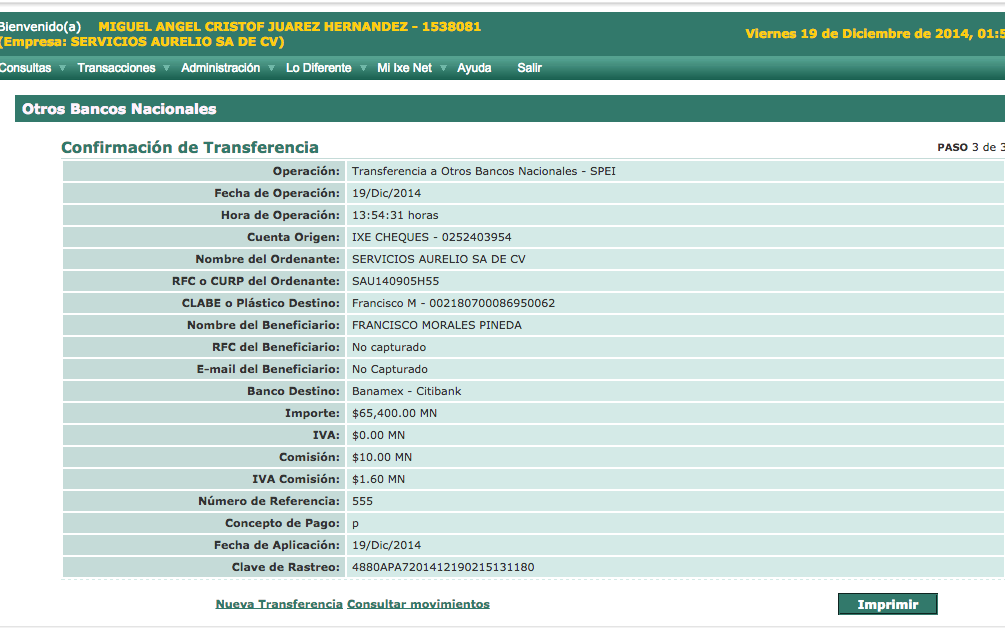 Bienvenido(a) MIGUEL ANGEL CRISTOF JUAREZ HERNANDEZ - 1538081
(Empresa: SERVICIOS AURELIO SA DE CV)
Viernes 19 de Diciembre de 2014, 01:5
Consultas Transacciones Administración Lo Diferente Mi Ixe Net Ayuda Salir
Otros Bancos Nacionales
Confirmación de Transferencia
PASO 3 de 3
Operación: Transferencia a Otros Bancos Nacionales - SPEI
Fecha de Operación: 19/Dic/2014
Hora de Operación: 13:54:31 horas
Cuenta Origen: IXE CHEQUES - 0252403954
Nombre del Ordenante: SERVICIOS AURELIO SA DE CV
RFC o CURP del Ordenante: SAU140905H55
CLABE o Plástico Destino: Francisco M - 002180700086950062
Nombre del Beneficiario: FRANCISCO MORALES PINEDA
RFC del Beneficiario: No capturado
E-mail del Beneficiario: No Capturado
Banco Destino: Banamex - Citibank
Importe: $65,400.00 MN
IVA: $0.00 MN
Comisión: $10.00 MN
IVA Comisión: $1.60 MN
Número de Referencia: 555
Concepto de Pago: p
Fecha de Aplicación: 19/Dic/2014
Clave de Rastreo: 4880APA7201412190215131180
Nueva Transferencia Consultar movimientos
Imprimir